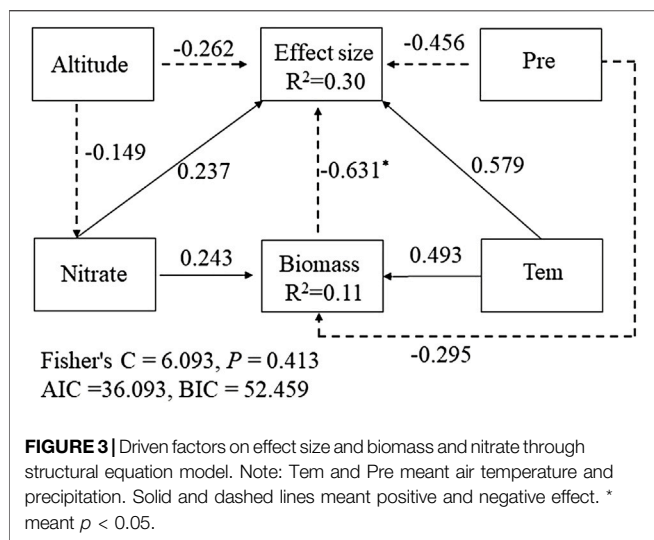 Altitude
-0.262
Effect size
R²=0.30
-0.456
Pre
-0.149
0.237
-0.631*
0.579
Nitrate
0.243
Biomass
R²=0.11
0.493
Tem
-0.295
Fisher's C = 6.093, P = 0.413
AIC =36.093, BIC = 52.459
FIGURE 3 | Driven factors on effect size and biomass and nitrate through
structural equation model. Note: Tem and Pre meant air temperature and
precipitation. Solid and dashed lines meant positive and negative effect. *
meant p < 0.05.